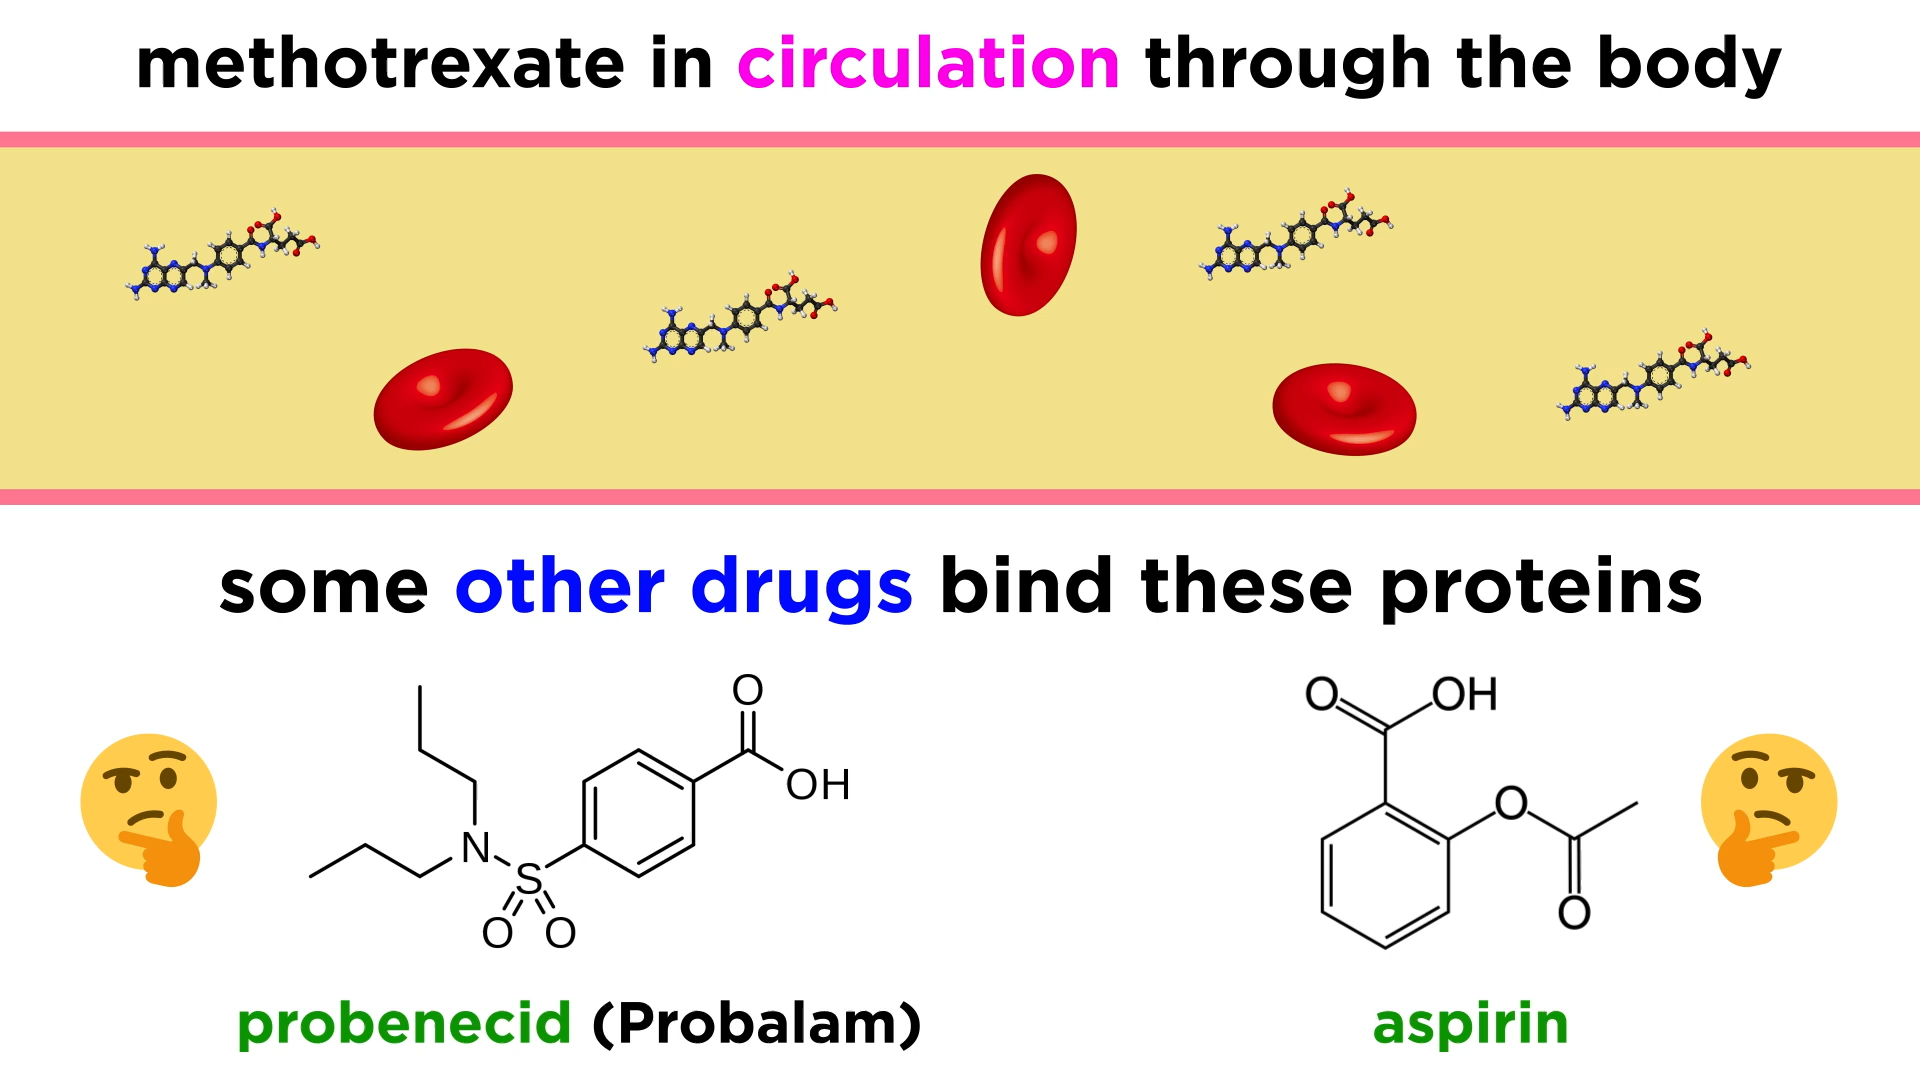 methotrexate in circulation through the body
some other drugs bind these proteins
O
OH
N
S
O O
O
OH
O
O
probenecid (Probalam)
aspirin